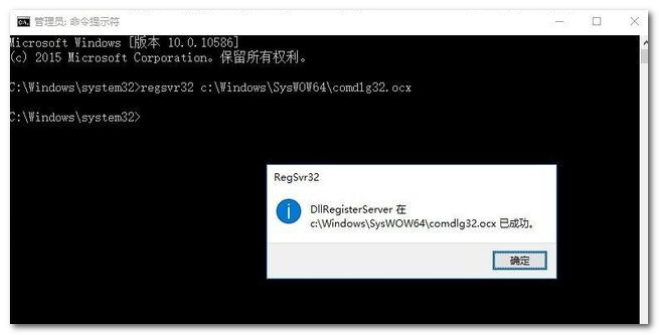 管理员: 命令提示符
Microsoft Windows [版本 10.0.10586]
(c) 2015 Microsoft Corporation。保留所有权利。
C:\Windows\system32>regsvr32 c:\Windows\SysWOW64\comdlg32.ocx
C:\Windows\system32>
RegSvr32
DllRegisterServer 在
c:\Windows\SysWOW64\comdlg32.ocx 已成功。
确定